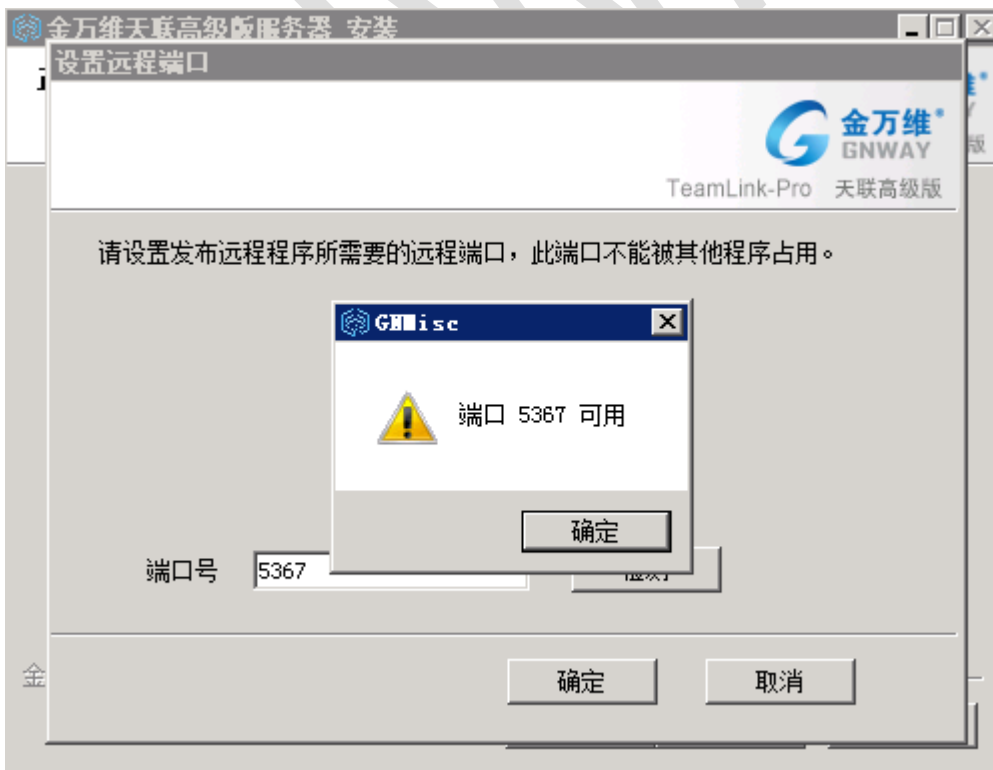 金万维天联高级版服务器 安装
设置远程端口
金万维®
GNWAY
TeamLink-Pro 天联高级版
版
请设置发布远程程序所需要的远程端口，此端口不能被其他程序占用。
GNMisc
端口 5367 可用
确定
端口号 5367
金
确定 取消